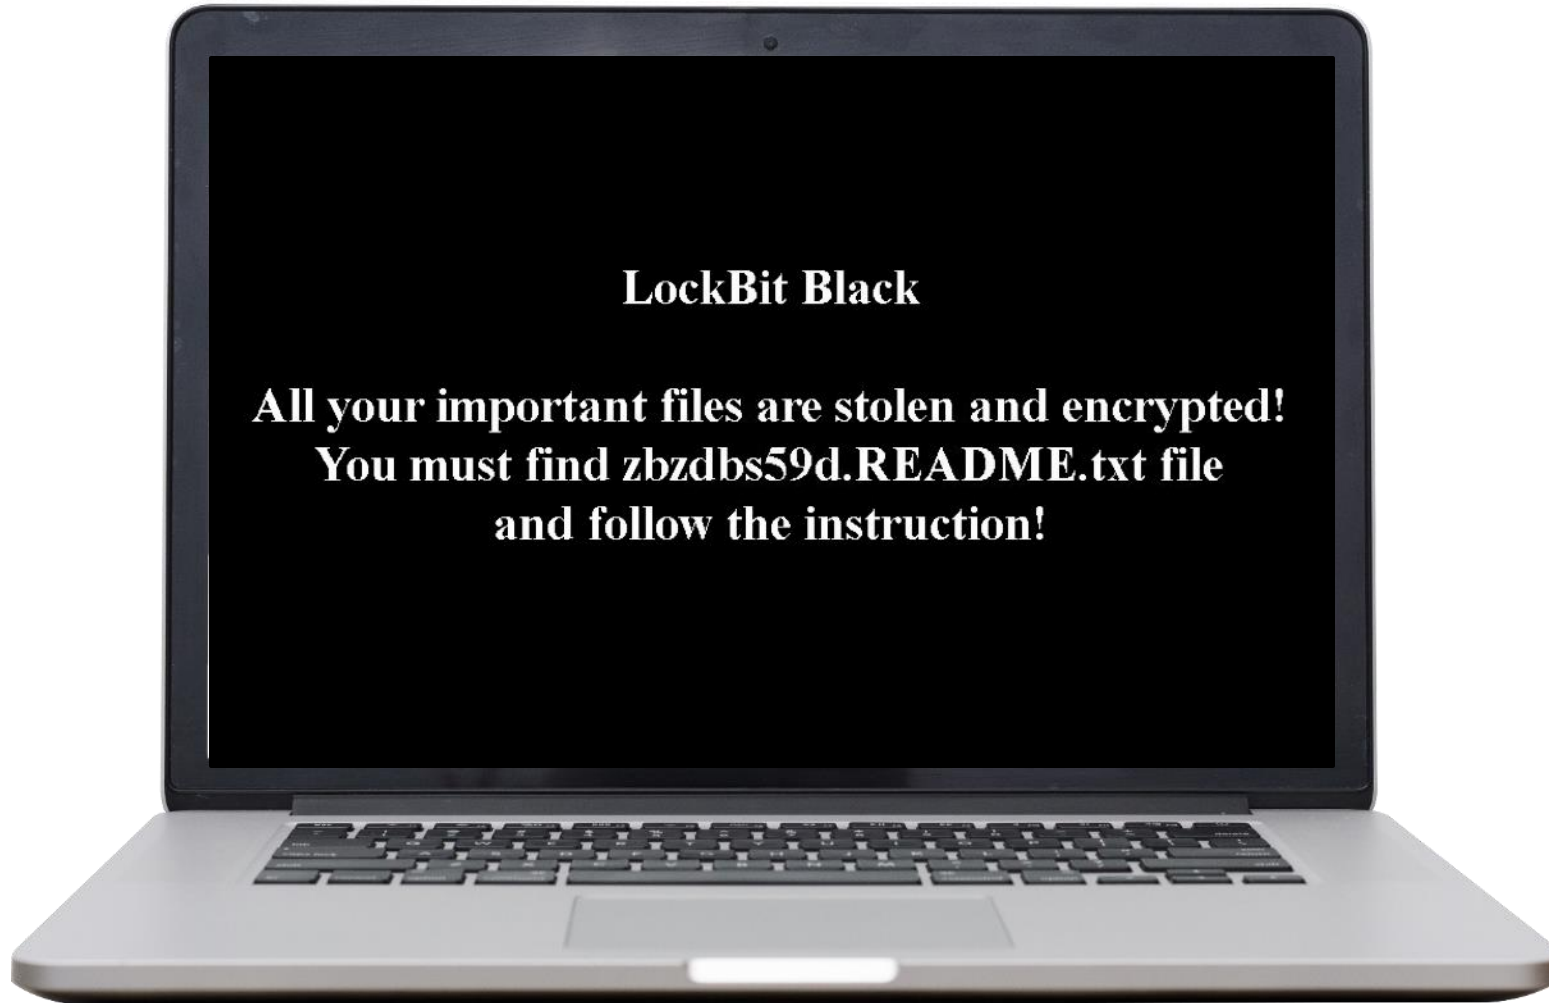 LockBit Black
All your important files are stolen and encrypted!
You must find zbzdbs59d.README.txt file
and follow the instruction!